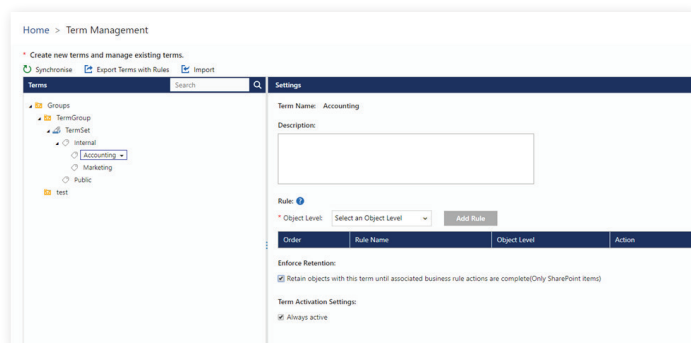 Home > Term Management
* Create new terms and manage existing terms.
Synchronise Export Terms with Rules Import
Terms Search
Groups
TermGroup
TermSet
Internal
Accounting
Marketing
Public
test
Settings
Term Name: Accounting
Description:
Rule: ?
* Object Level: Select an Object Level Add Rule
Order Rule Name Object Level Action
Enforce Retention:
Retain objects with this term until associated business rule actions are complete(Only SharePoint items)
Term Activation Settings:
Always active